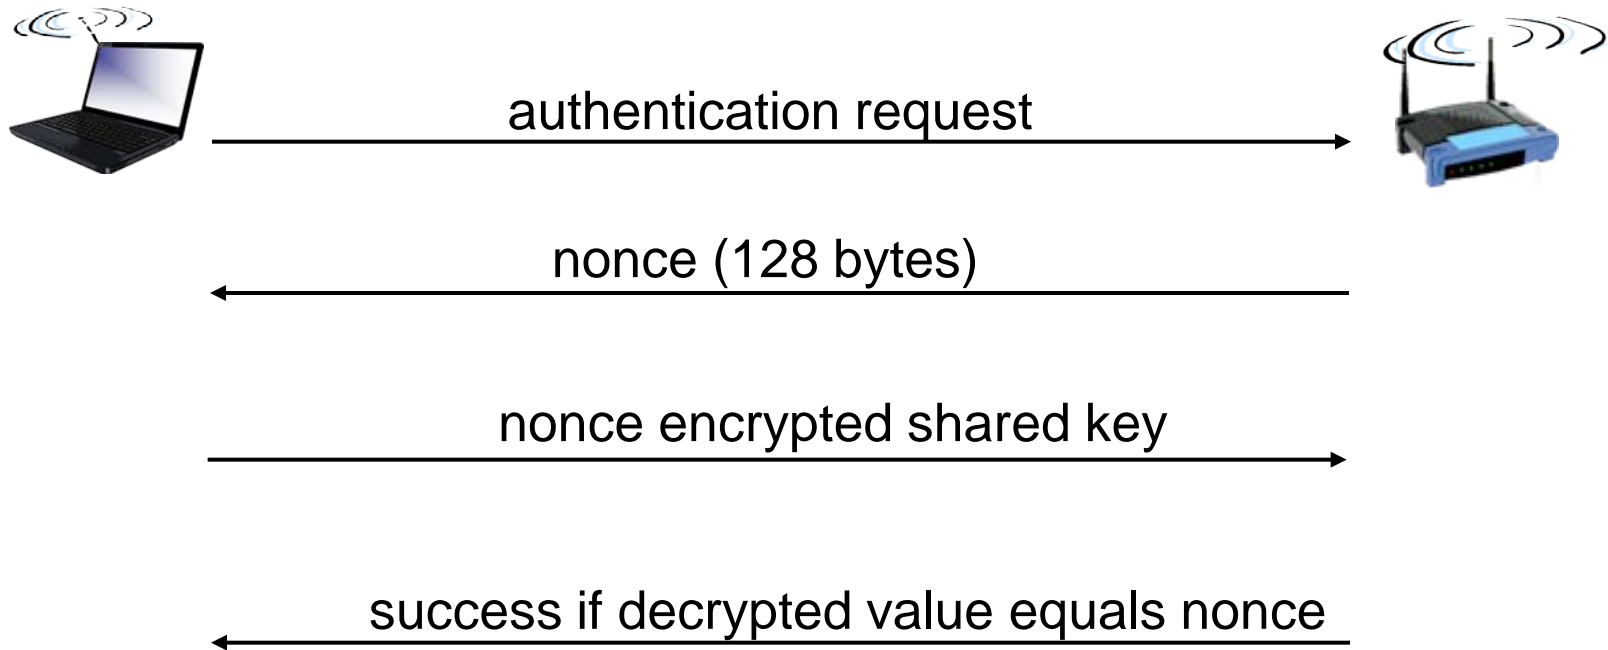 authentication request
nonce (128 bytes)
nonce encrypted shared key
success if decrypted value equals nonce